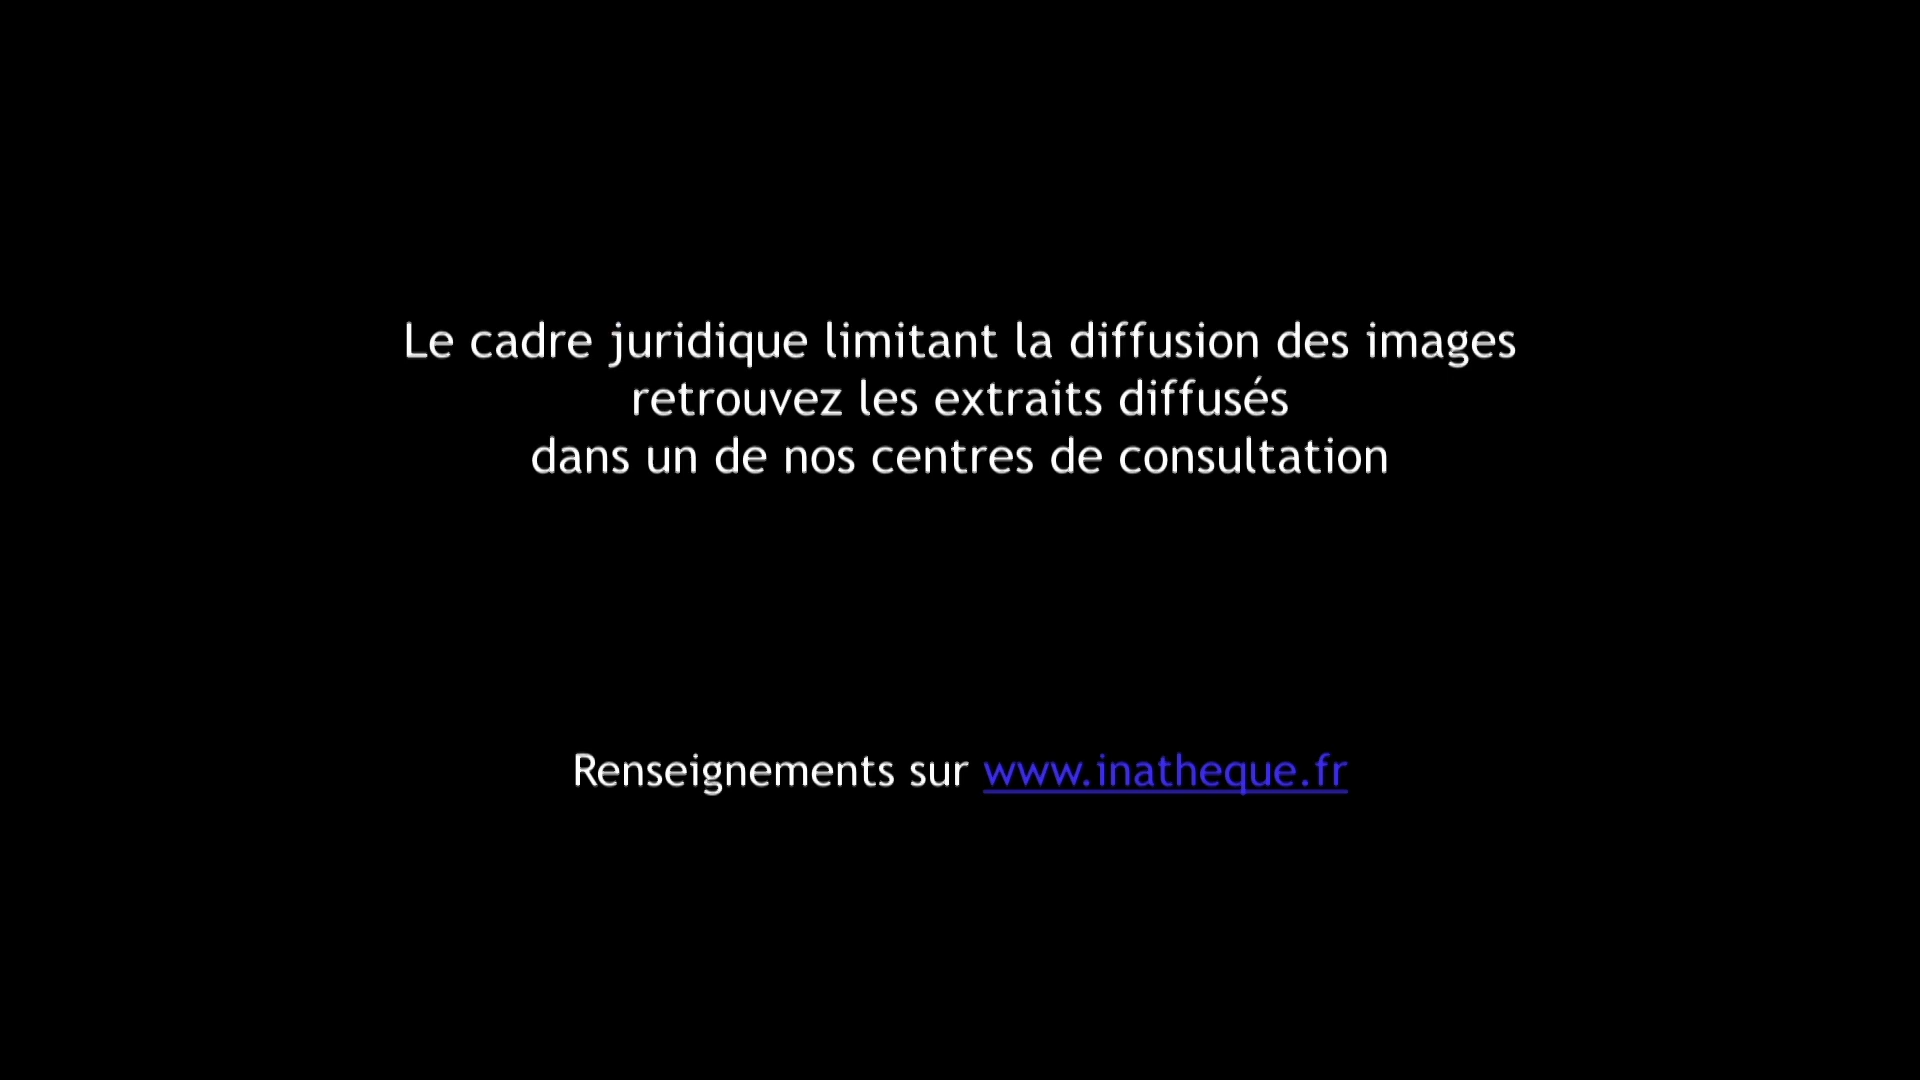 Le cadre juridique limitant la diffusion des images
retrouvez les extraits diffusés
dans un de nos centres de consultation
Renseignements sur www.inatheque.fr